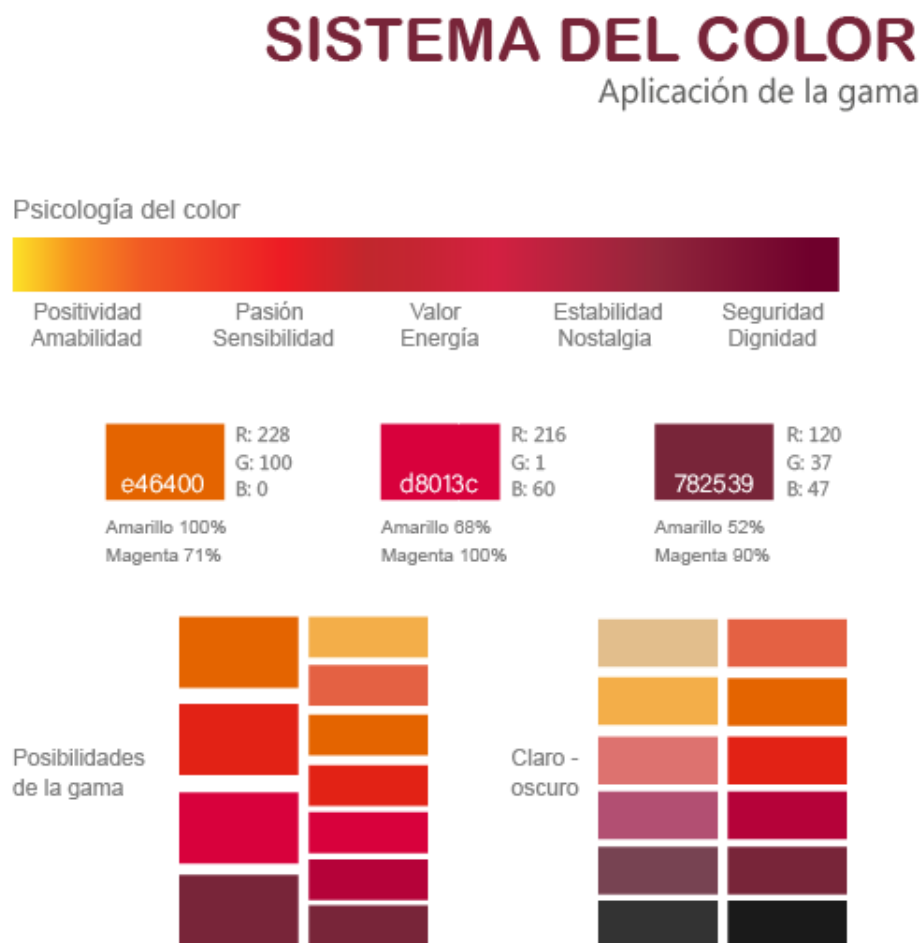 SISTEMA DEL COLOR
Aplicación de la gama
Psicología del color
Positividad
Amabilidad
Pasión
Sensibilidad
Valor
Energía
Estabilidad
Nostalgia
Seguridad
Dignidad
e46400
R: 228
G: 100
B: 0
Amarillo 100%
Magenta 71%
d8013c
R: 216
G: 1
B: 60
Amarillo 68%
Magenta 100%
782539
R: 120
G: 37
B: 47
Amarillo 52%
Magenta 90%
Posibilidades
de la gama
Claro -
oscuro